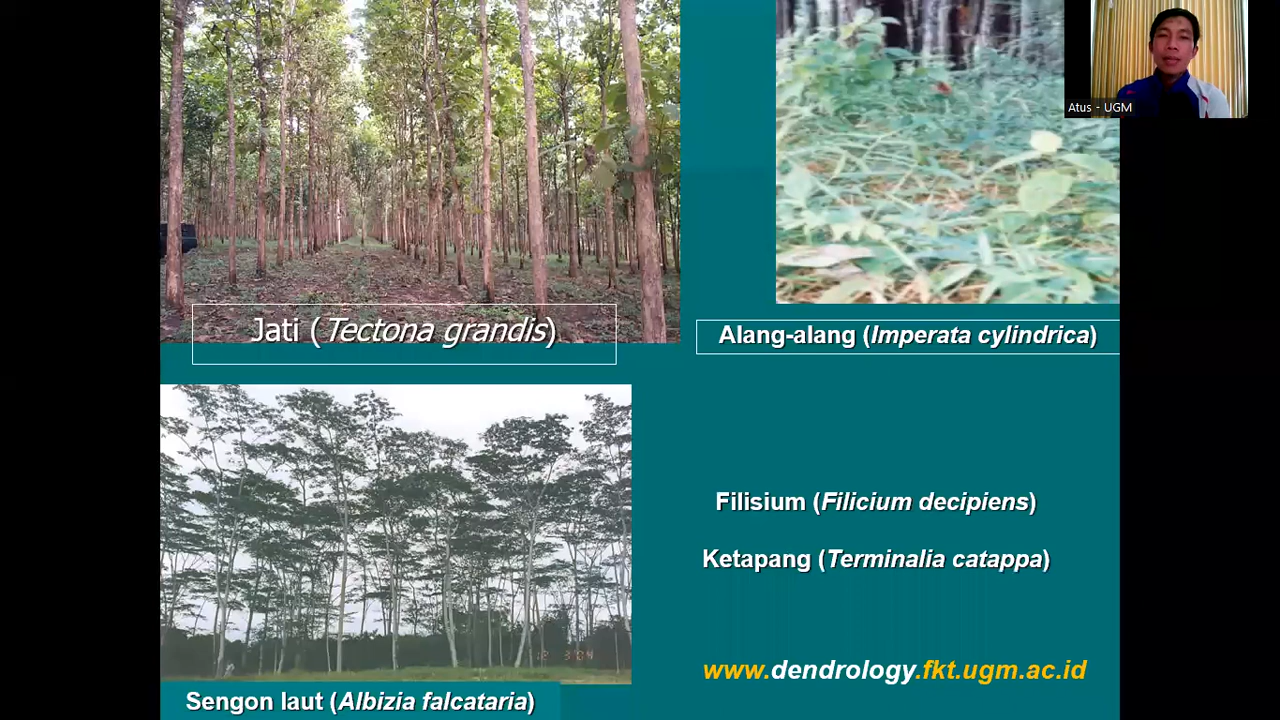 Atus - UGM
Jati (Tectona grandis)
Alang-alang (Imperata cylindrica)
Filisium (Filicium decipiens)
Ketapang (Terminalia catappa)
www.dendrology.fkt.ugm.ac.id
Sengon laut (Albizia falcataria)